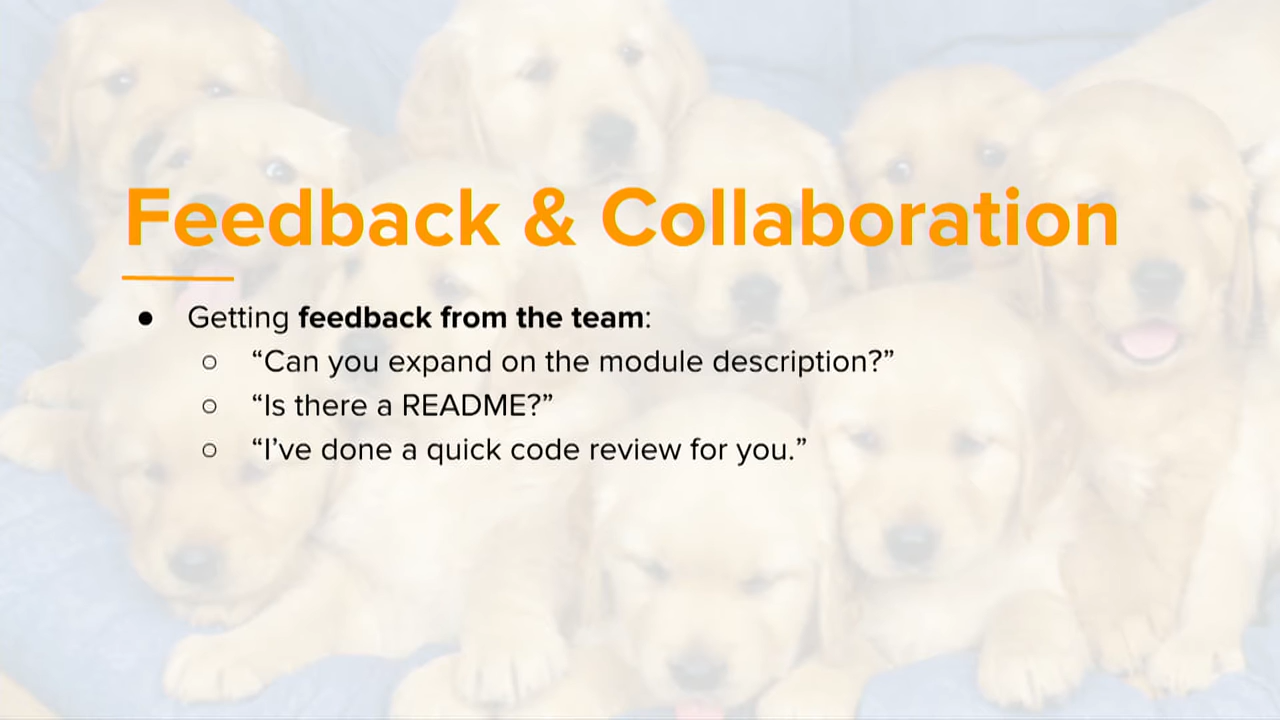 Feedback & Collaboration
● Getting feedback from the team:
○ “Can you expand on the module description?”
○ “Is there a README?”
○ “I’ve done a quick code review for you.”